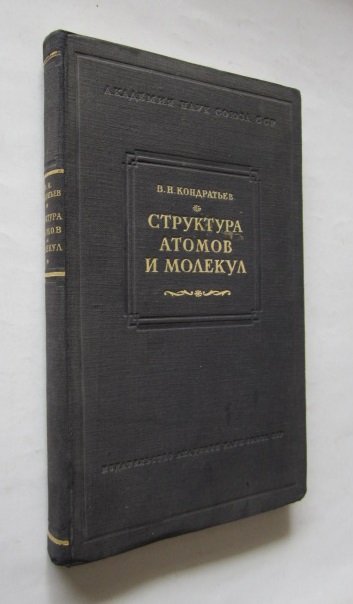 АКАДЕМИЯ НАУК СОЮЗА ССР
В. Н. КОНДРАТЬЕВ
СТРУКТУРА
АТОМОВ
И МОЛЕКУЛ
ИЗДАТЕЛЬСТВО АКАДЕМИИ НАУК СОЮЗА ССР